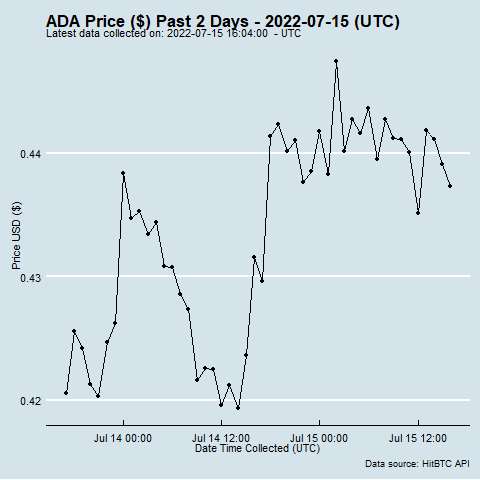 ADA Price ($) Past 2 Days - 2022-07-15 (UTC)
Latest data collected on: 2022-07-15 16:04:00  - UTC
Price USD ($)
0.44
0.43
0.42
Jul 14 00:00 Jul 14 12:00 Jul 15 00:00 Jul 15 12:00
Date Time Collected (UTC)
Data source: HitBTC API